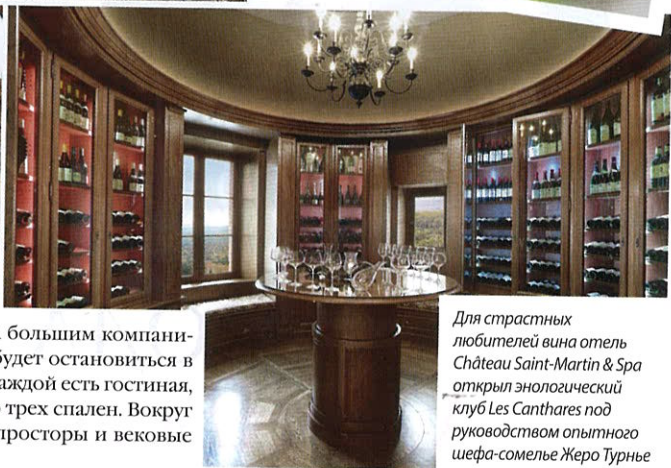 большим компани-
будет остановиться в
каждой есть гостиная,
трех спален. Вокруг
просторы и вековые
Для страстных
любителей вина отель
Château Saint-Martin & Spa
открыл энологический
клуб Les Canthares под
руководством опытного
шефа-сомелье Жеро Турнье